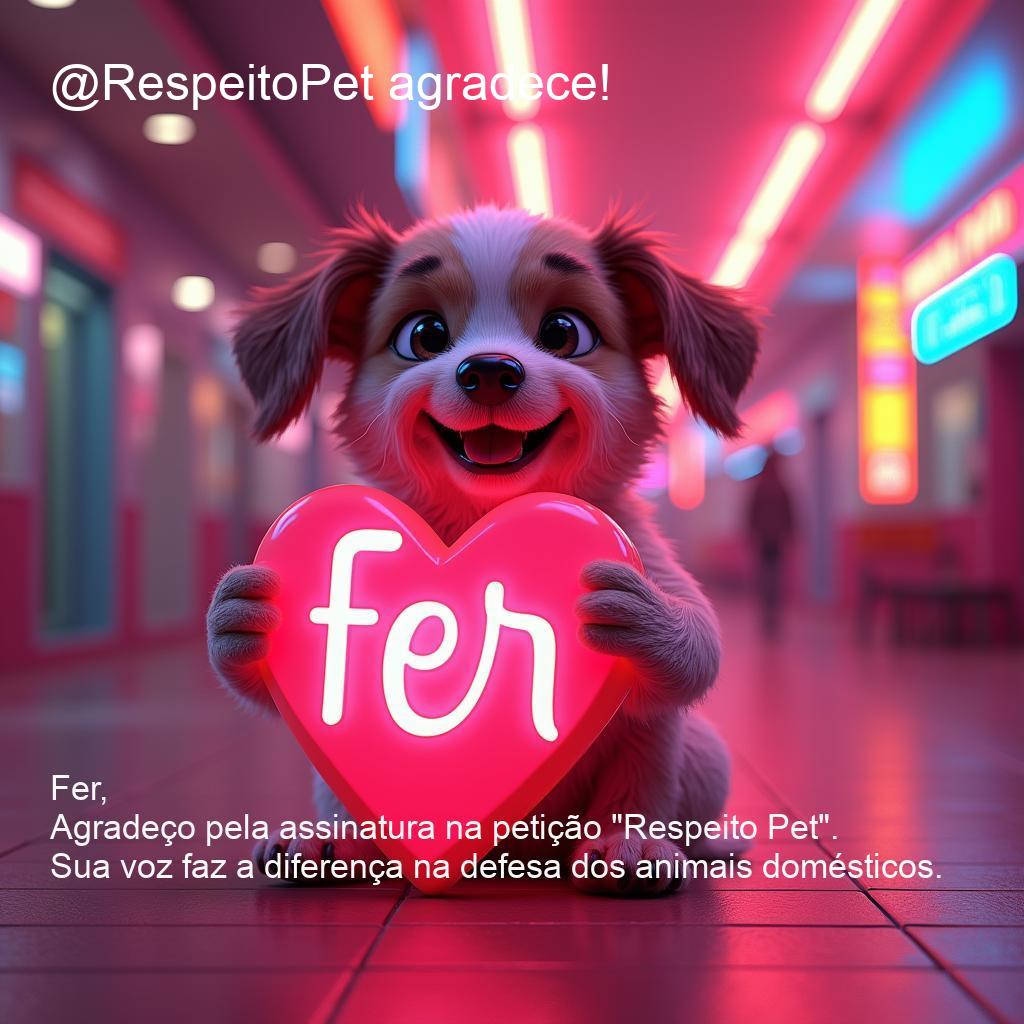 @RespeitoPet agradece!
fer
Fer,
Agradeço pela assinatura na petição "Respeito Pet".
Sua voz faz a diferença na defesa dos animais domésticos.